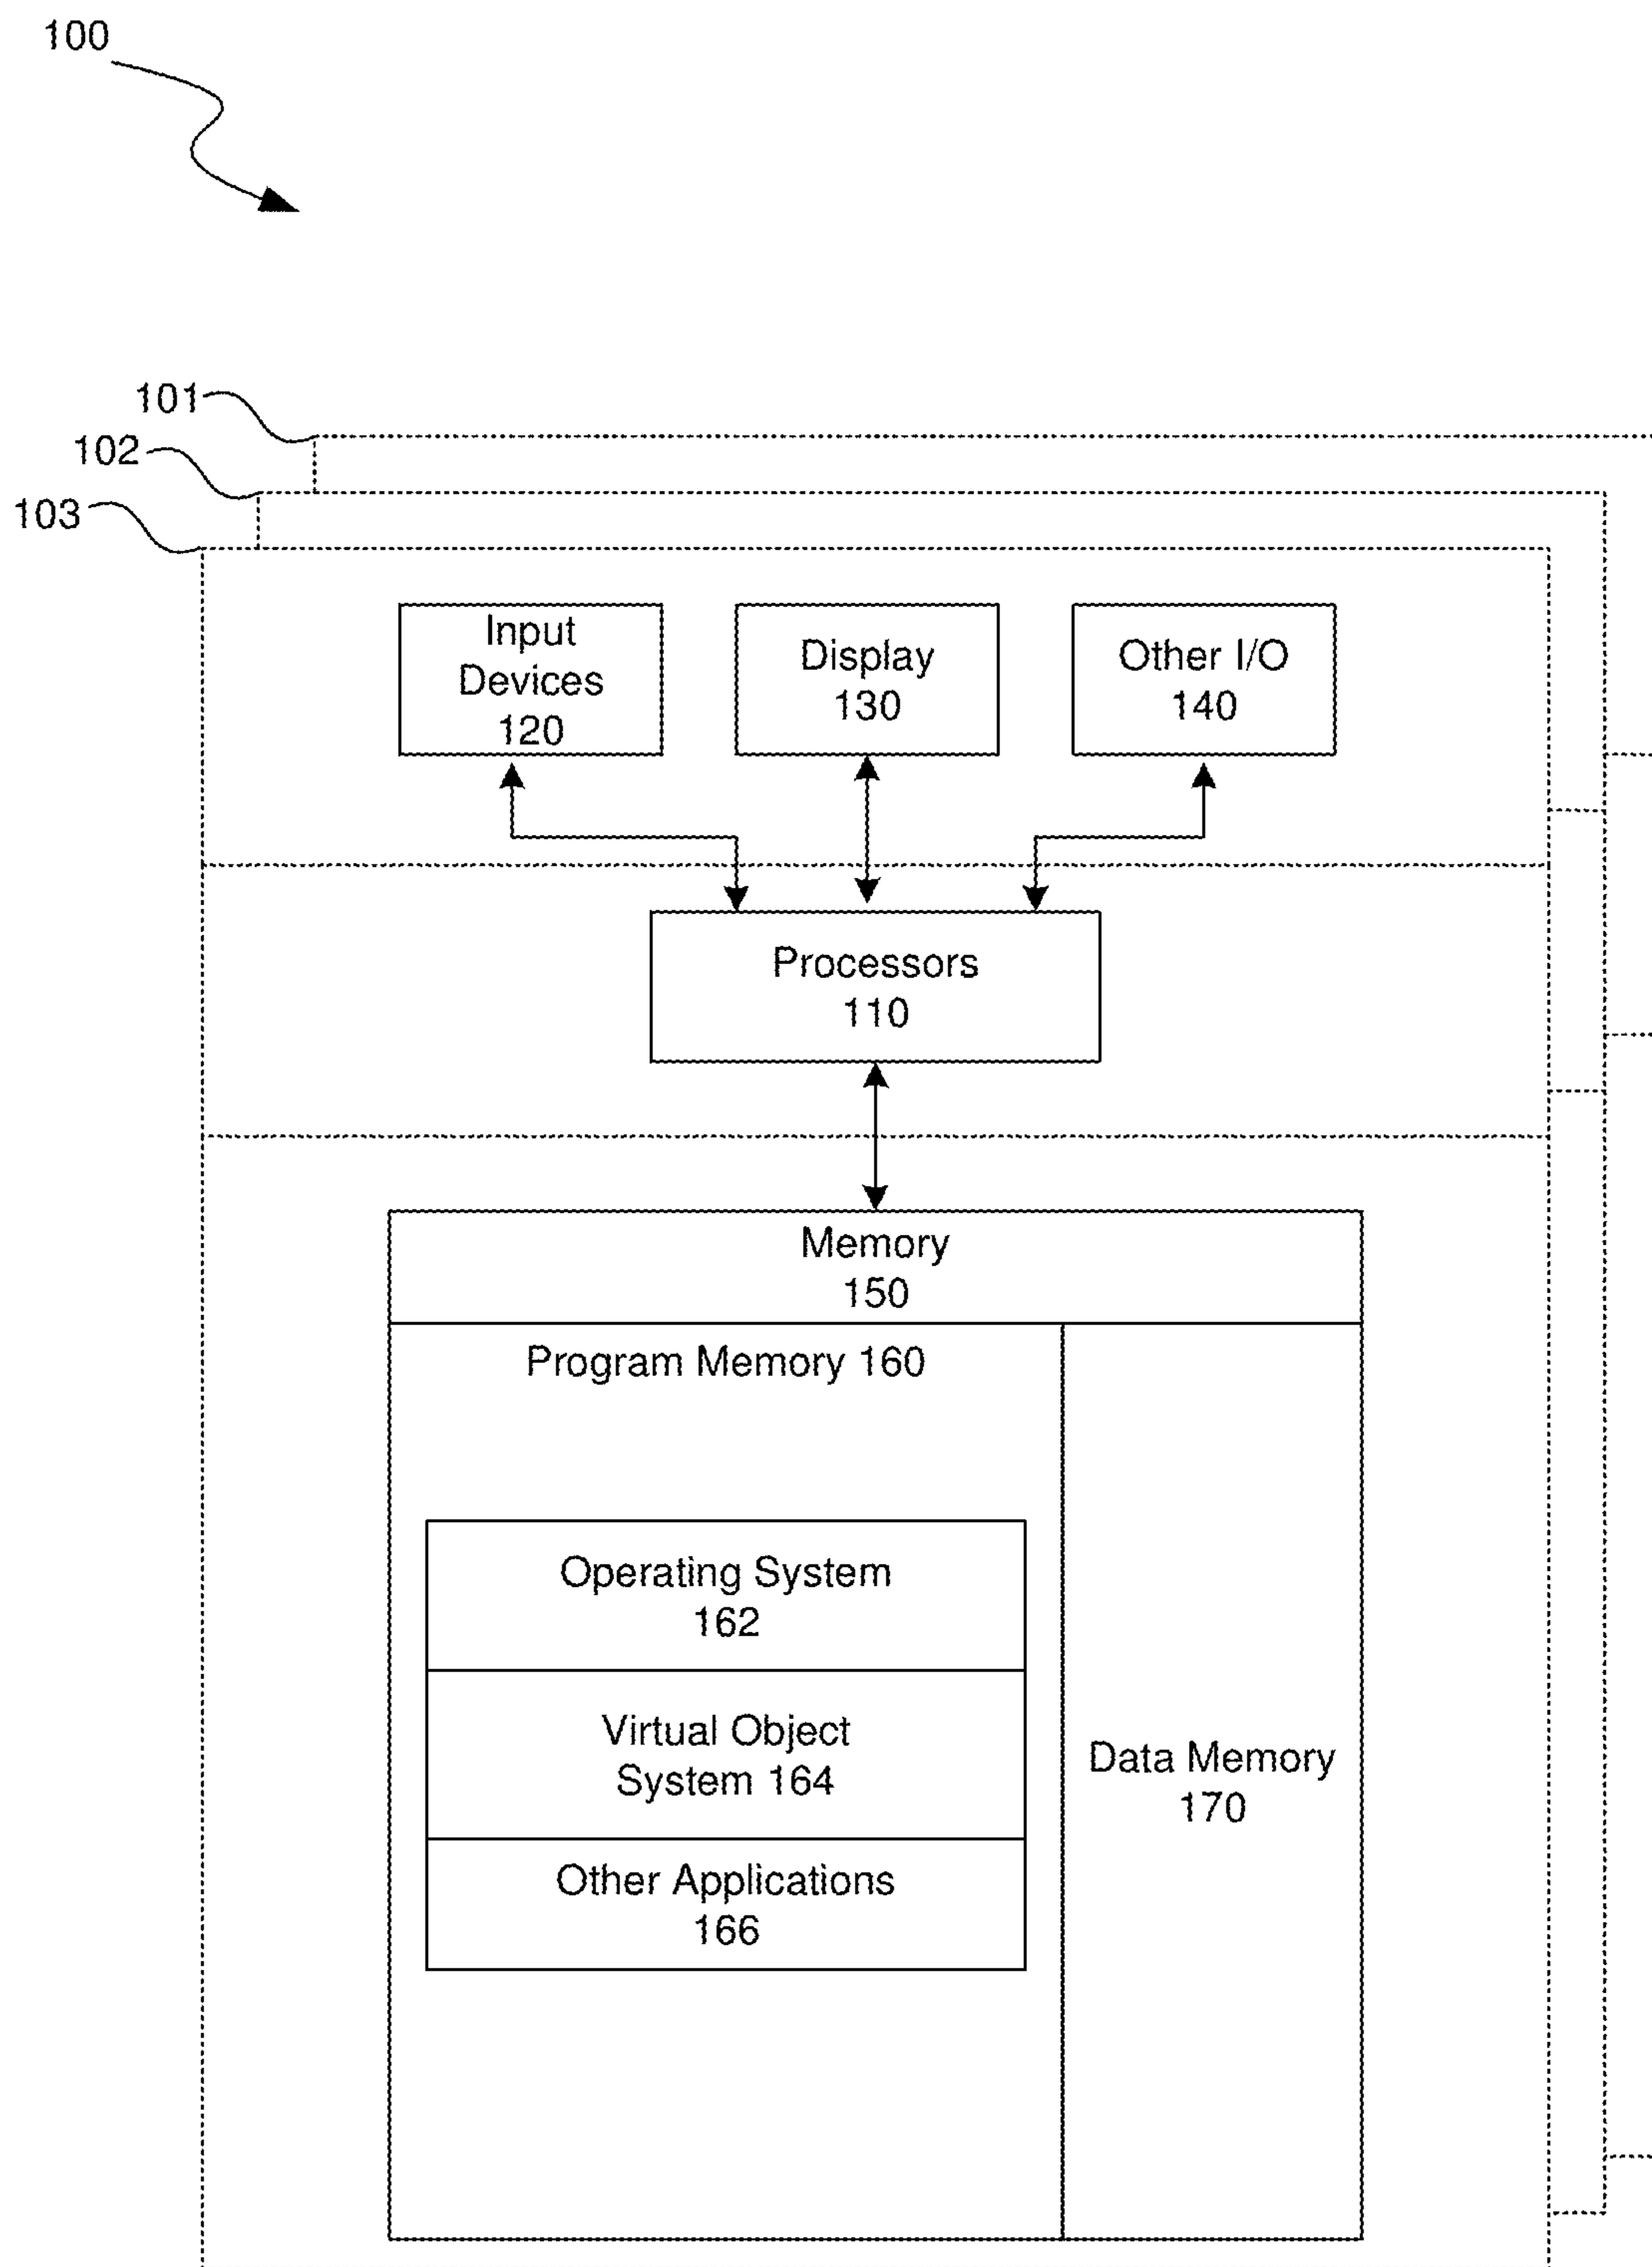 100
101
102
103
Input
Devices
120
Display
130
Other I/O
140
Processors
110
Memory
150
Program Memory 160
Operating System
162
Virtual Object
System 164
Other Applications
166
Data Memory
170